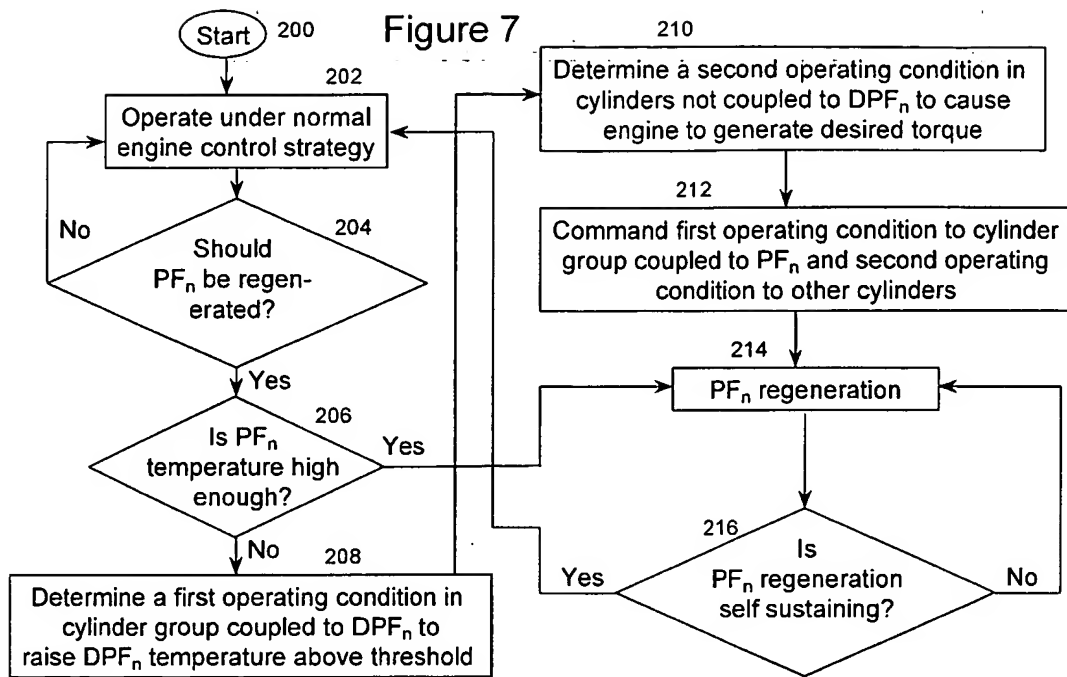 Figure 7
Start 200
202
Operate under normal
engine control strategy
No
204
Should
PFn be regen-
erated?
Yes
206
Is PFn
temperature high
enough?
Yes
No
208
Determine a first operating condition in
cylinder group coupled to DPFn to
raise DPFn temperature above threshold
210
Determine a second operating condition in
cylinders not coupled to DPFn to cause
engine to generate desired torque
212
Command first operating condition to cylinder
group coupled to PFn and second operating
condition to other cylinders
214
PFn regeneration
216
Is
PFn regeneration
self sustaining?
Yes
No